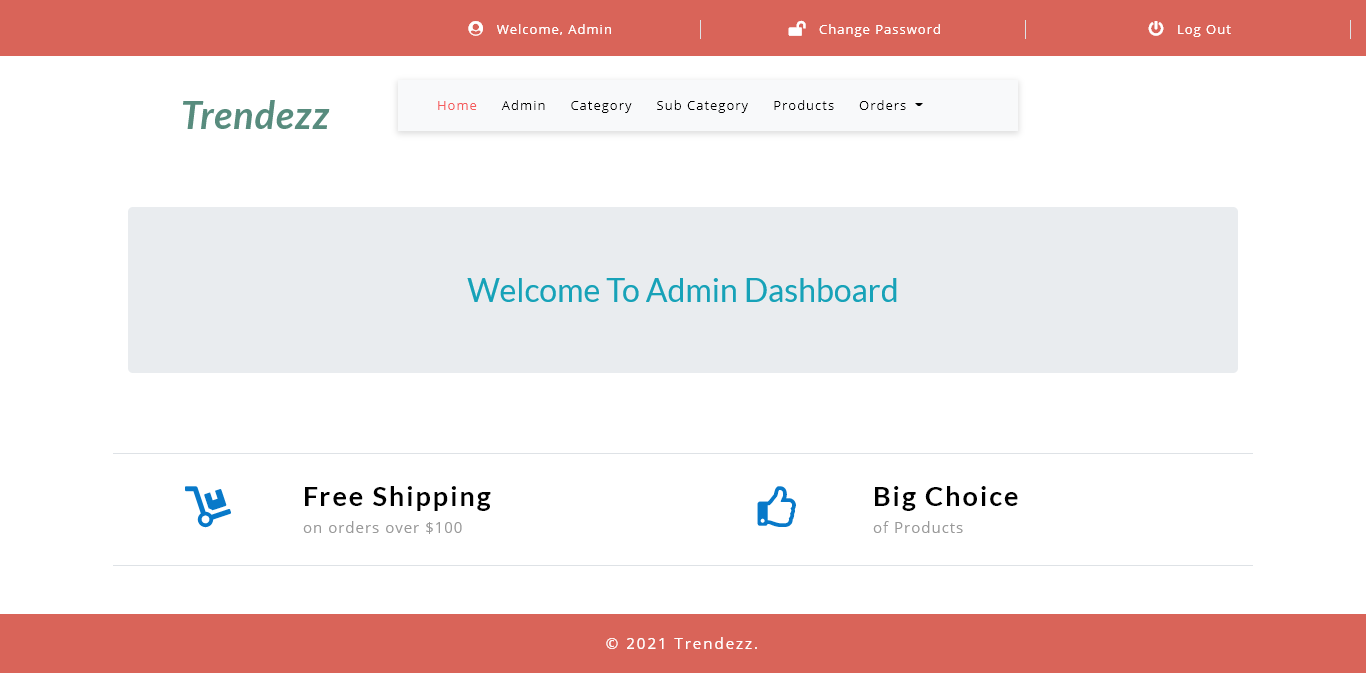 Welcome, Admin
Change Password
Log Out
Trendezz
Home Admin Category Sub Category Products Orders
Welcome To Admin Dashboard
Free Shipping
on orders over $100
Big Choice
of Products
© 2021 Trendezz.